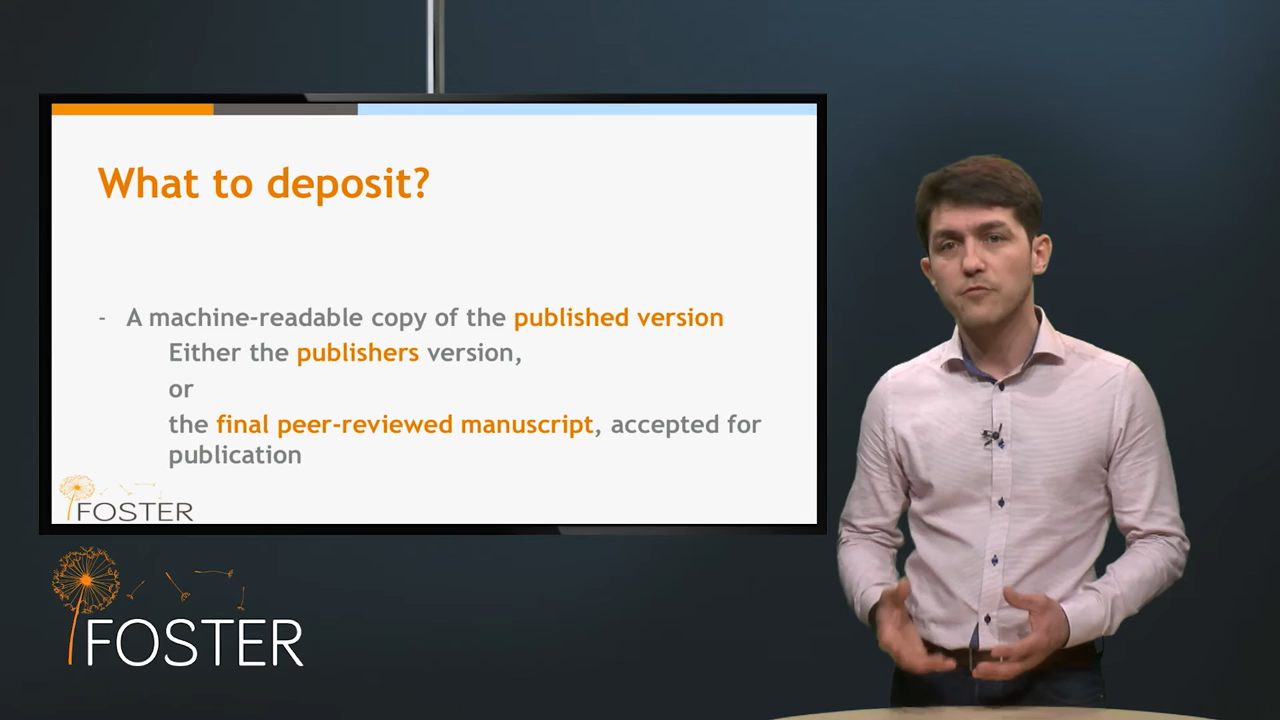 What to deposit?
- A machine-readable copy of the published version
Either the publishers version,
or
the final peer-reviewed manuscript, accepted for
publication
FOSTER
FOSTER